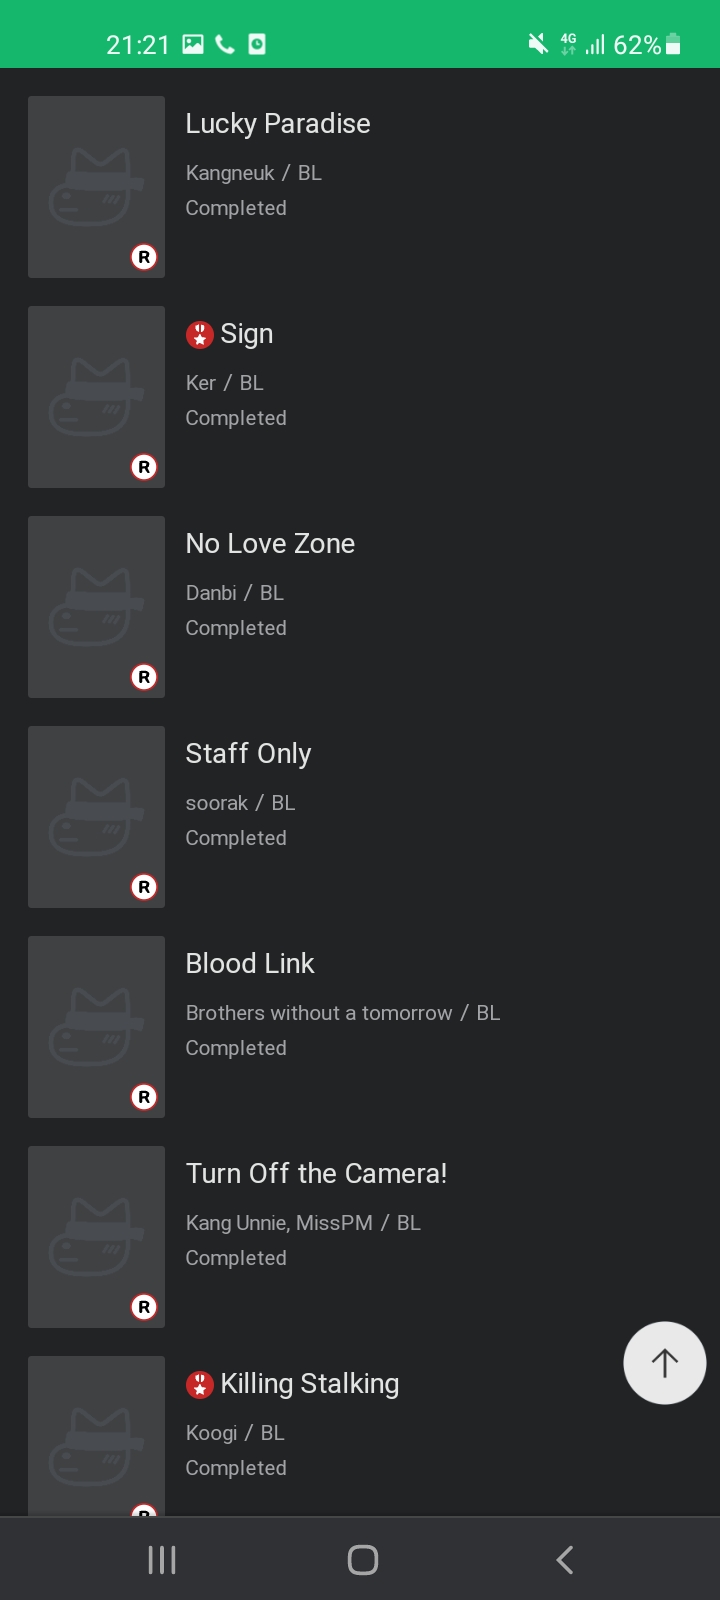 21:21 4G 62%
Lucky Paradise
Kangneuk / BL
Completed
R
Sign
Ker / BL
Completed
R
No Love Zone
Danbi / BL
Completed
R
Staff Only
soorak / BL
Completed
R
Blood Link
Brothers without a tomorrow / BL
Completed
R
Turn Off the Camera!
Kang Unnie, MissPM / BL
Completed
R
Killing Stalking
Koogi / BL
Completed
R